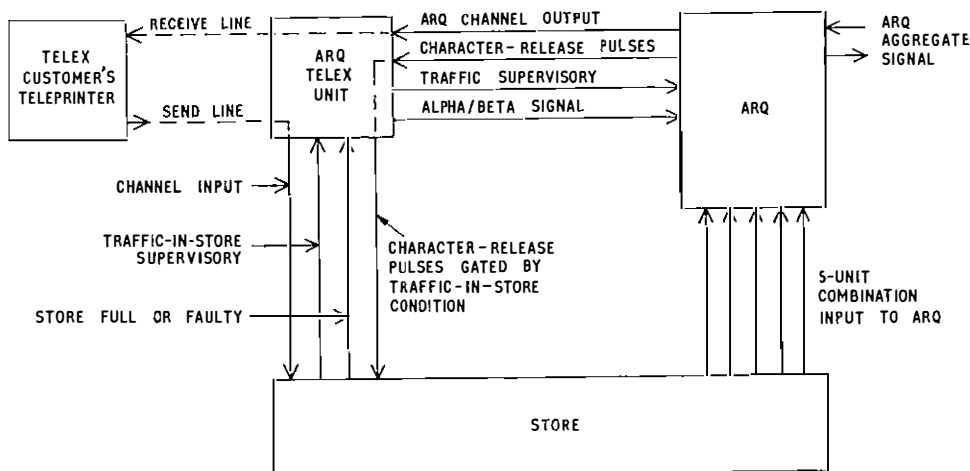 RECEIVE LINE
ARQ CHANNEL OUTPUT
ARQ
AGGREGATE
SIGNAL
TELEX
CUSTOMER'S
TELEPRINTER
ARQ
TELEX
UNIT
CHARACTER-RELEASE PULSES
TRAFFIC SUPERVISORY
ARQ
SEND LINE
ALPHA/BETA SIGNAL
CHANNEL INPUT
TRAFFIC-IN-STORE
SUPERVISORY
CHARACTER-RELEASE
PULSES GATED BY
TRAFFIC-IN-STORE
CONDITION
5-UNIT
COMBINATION
INPUT TO ARQ
STORE FULL OR FAULTY
STORE